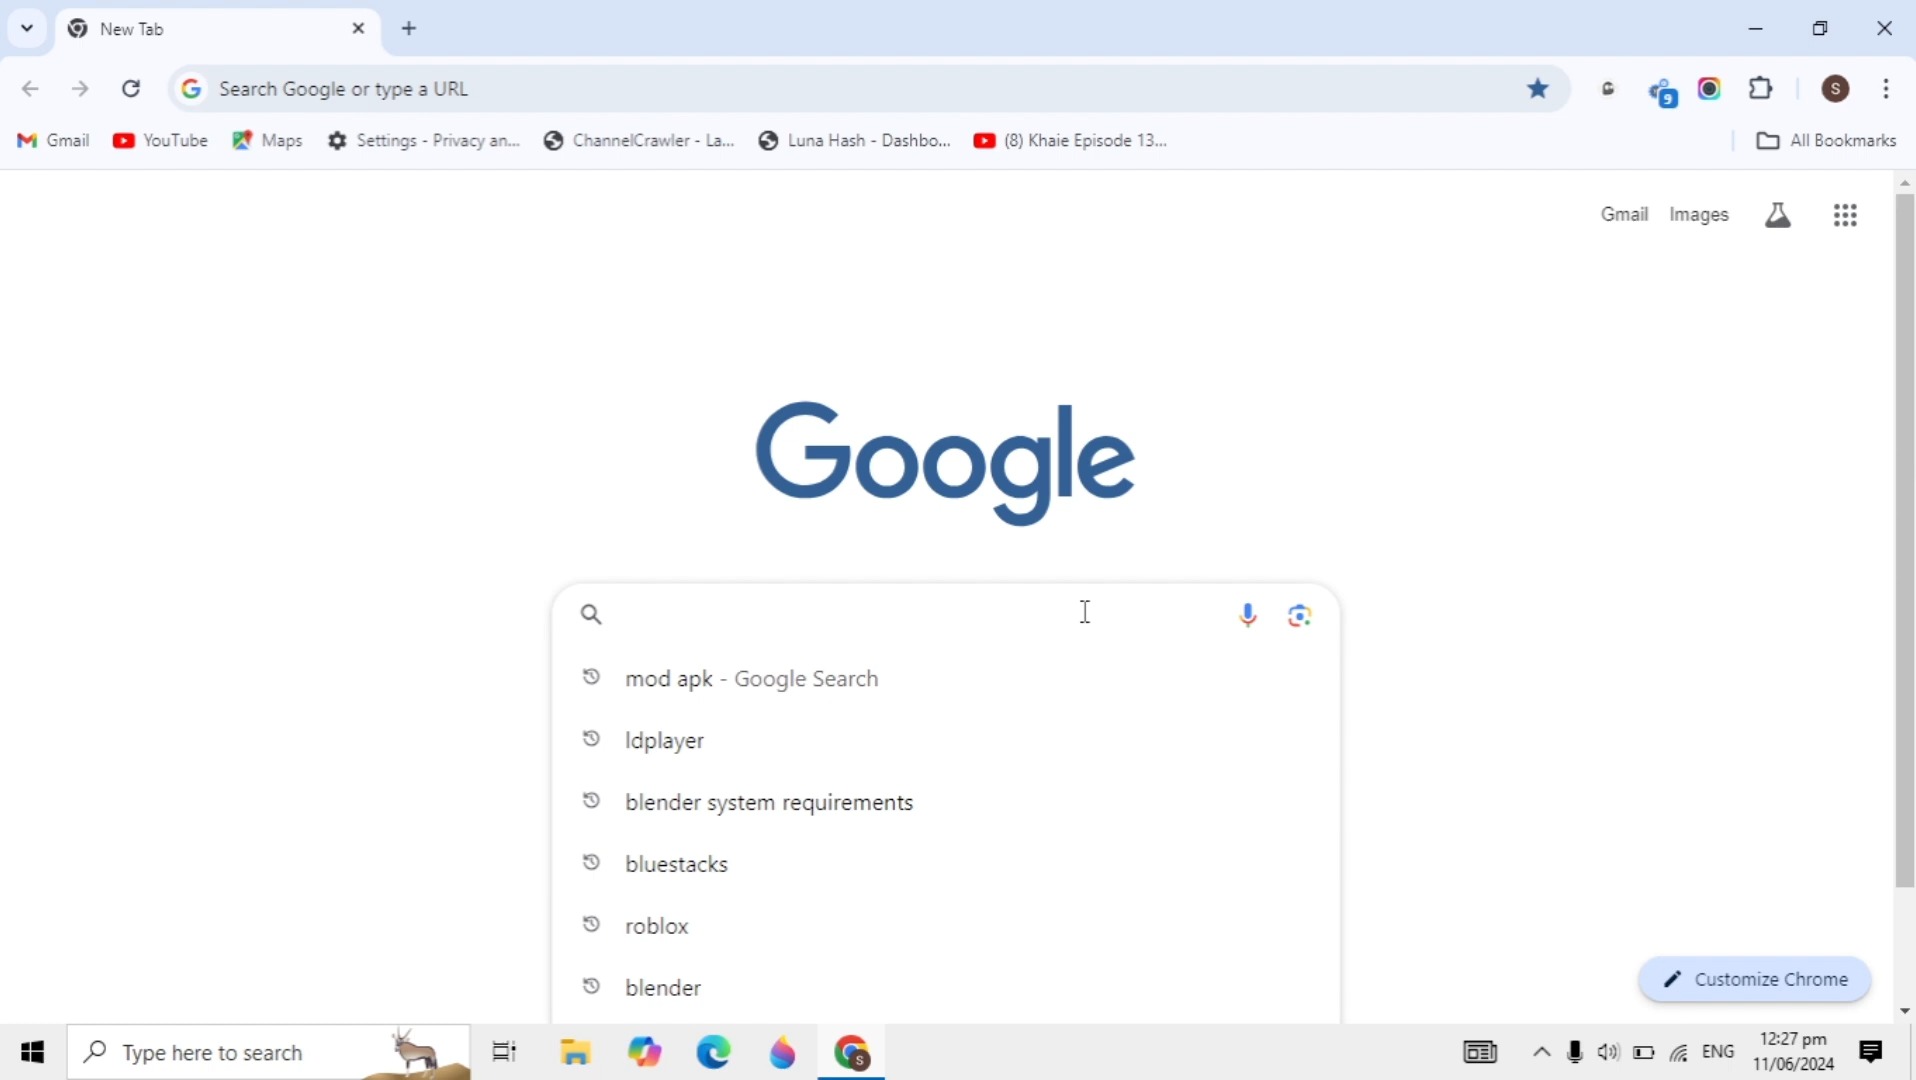 New Tab
Search Google or type a URL
9
S
Gmail
YouTube
Maps
Settings - Privacy an...
ChannelCrawler - La...
Luna Hash - Dashbo...
(8) Khaie Episode 13...
All Bookmarks
Gmail Images
Google
mod apk - Google Search
ldplayer
blender system requirements
bluestacks
roblox
blender
Customize Chrome
Type here to search
S
ENG
12:27 pm
11/06/2024